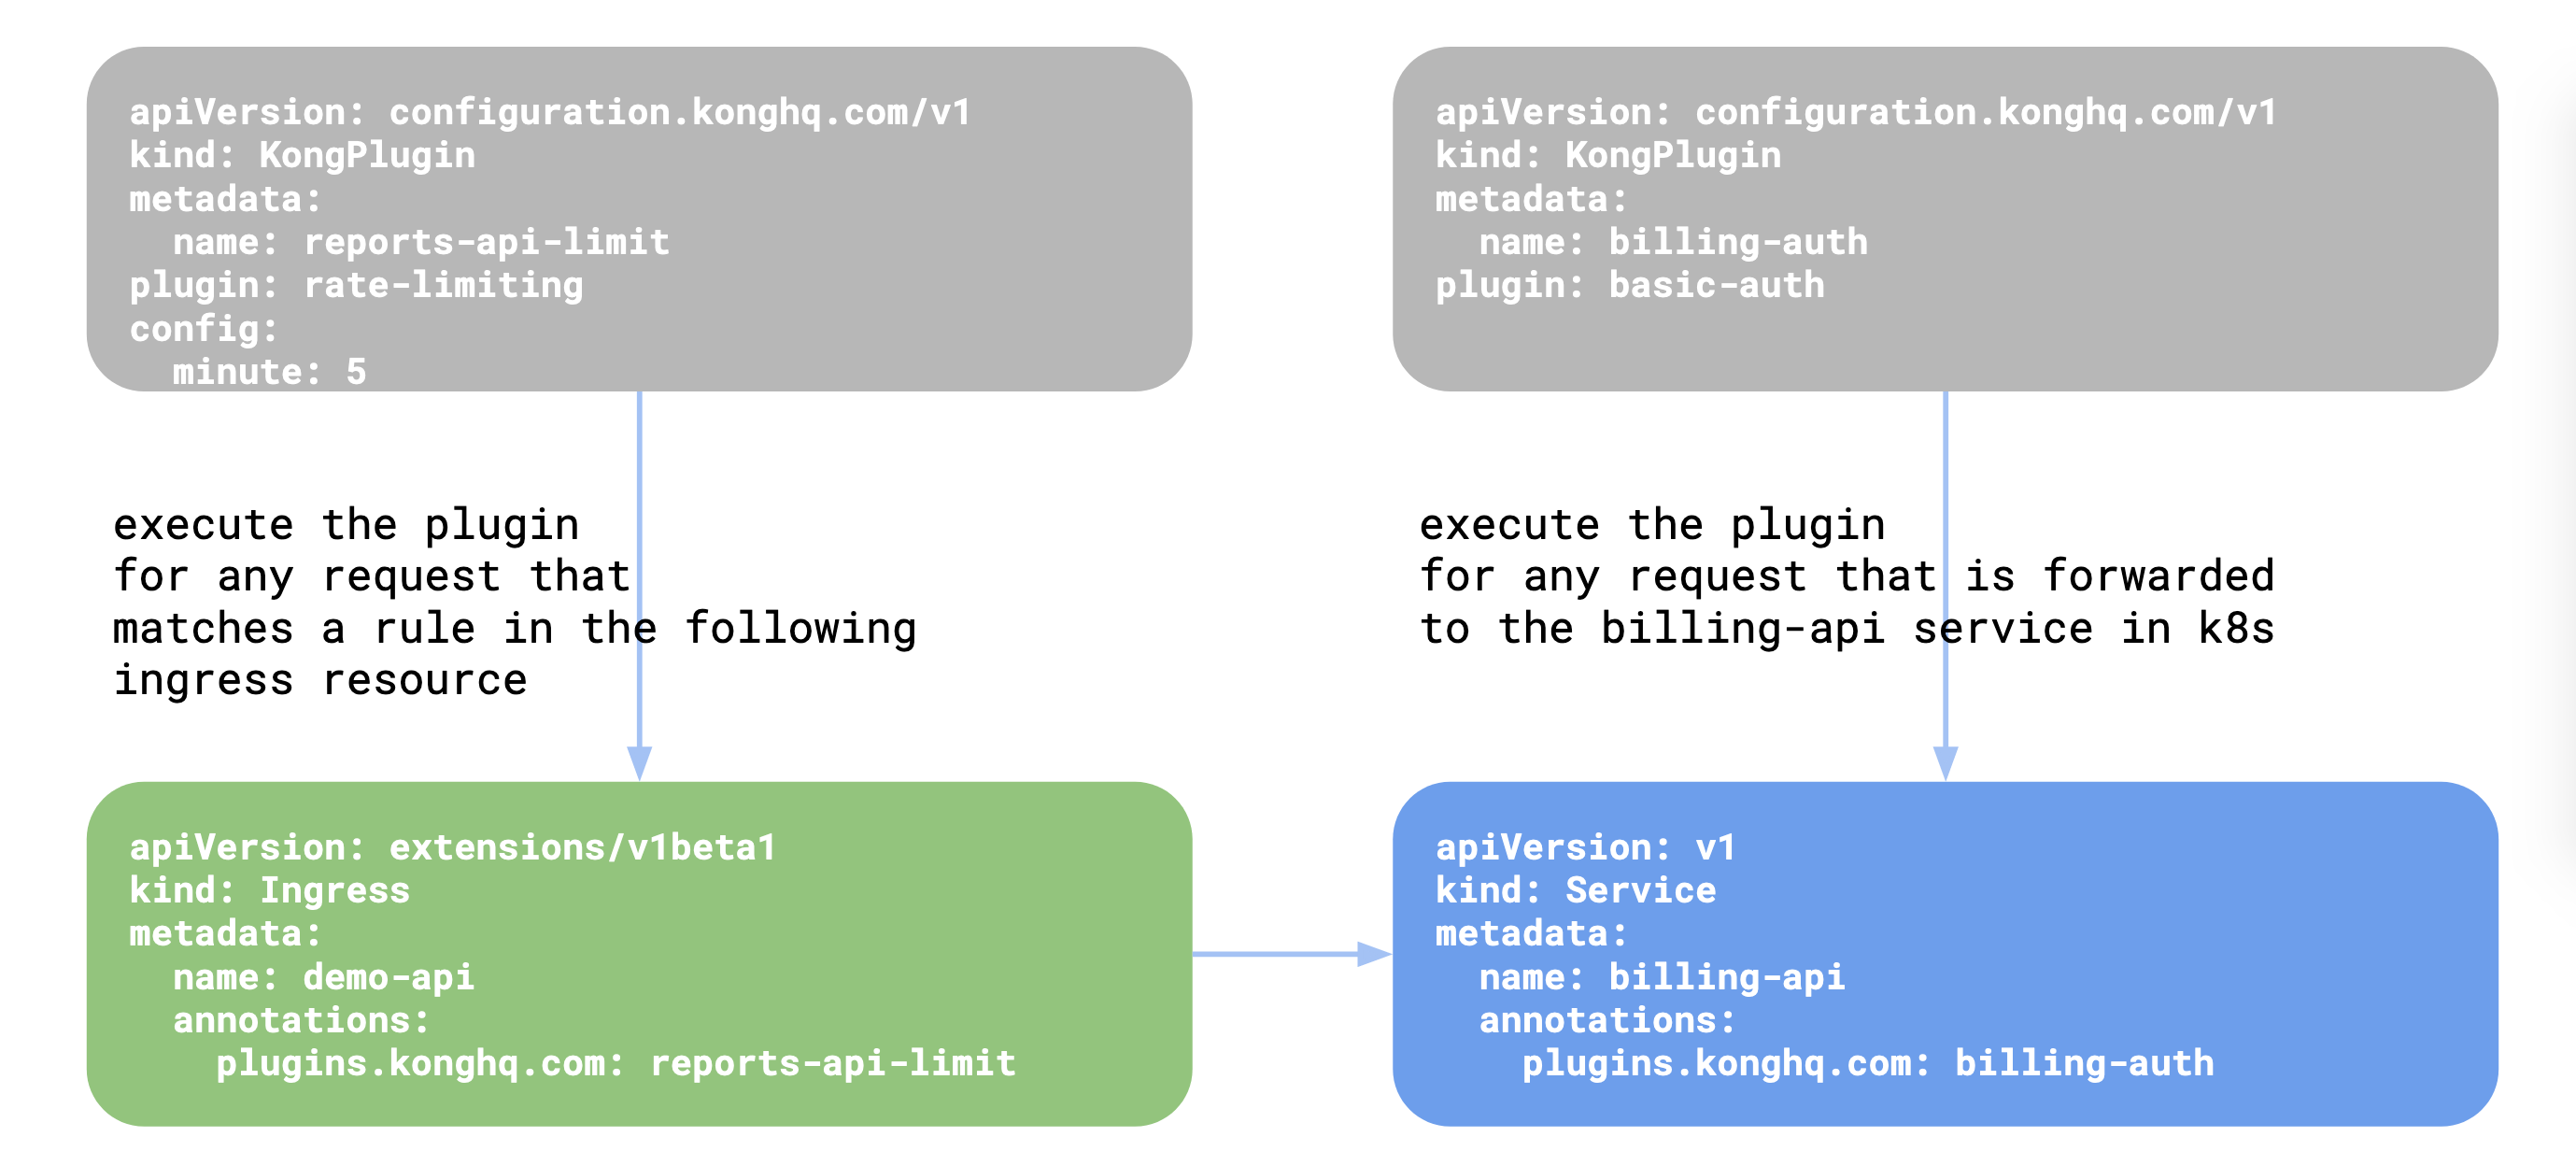 apiVersion: configuration.konghq.com/v1
kind: KongPlugin
metadata:
  name: reports-api-limit
plugin: rate-limiting
config:
  minute: 5
apiVersion: configuration.konghq.com/v1
kind: KongPlugin
metadata:
  name: billing-auth
plugin: basic-auth
execute the plugin
for any request that
matches a rule in the following
ingress resource
execute the plugin
for any request that is forwarded
to the billing-api service in k8s
apiVersion: extensions/v1beta1
kind: Ingress
metadata:
  name: demo-api
  annotations:
    plugins.konghq.com: reports-api-limit
apiVersion: v1
kind: Service
metadata:
  name: billing-api
  annotations:
    plugins.konghq.com: billing-auth